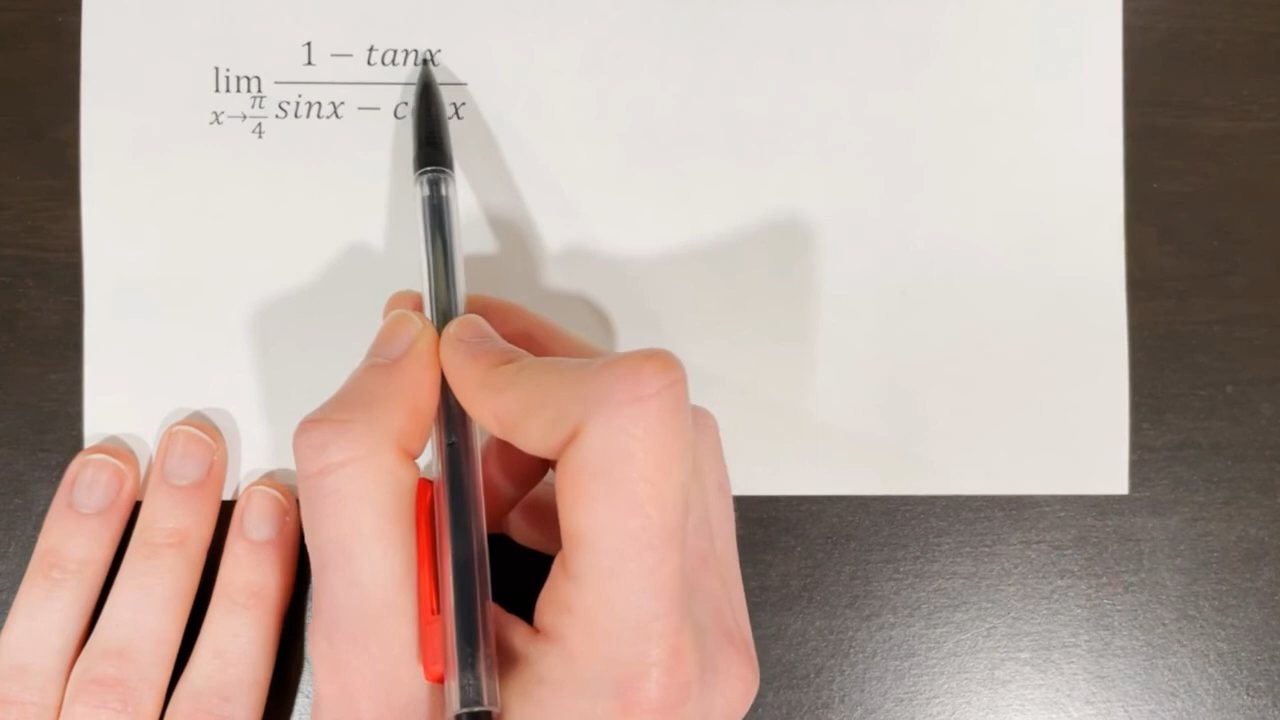 lim x→π/4 (1 − tanx)/(sinx − c x)